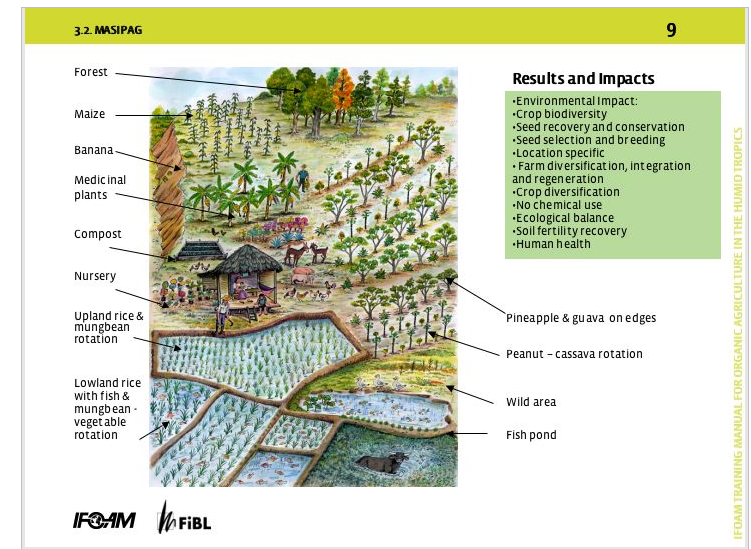 3.2. MASIPAG
9
Forest
Maize
Banana
Medicinal
plants
Compost
Nursery
Upland rice &
mungbean
rotation
Lowland rice
with fish &
mungbean -
vegetable
rotation
Results and Impacts
•Environmental Impact:
•Crop biodiversity
•Seed recovery and conservation
•Seed selection and breeding
•Location specific
• Farm diversification, integration
and regeneration
•Crop diversification
•No chemical use
•Ecological balance
•Soil fertility recovery
•Human health
Pineapple & guava on edges
Peanut – cassava rotation
Wild area
Fish pond
IFOAM TRAINING MANUAL FOR ORGANIC AGRICULTURE IN THE HUMID TROPICS
IFOAM
FiBL